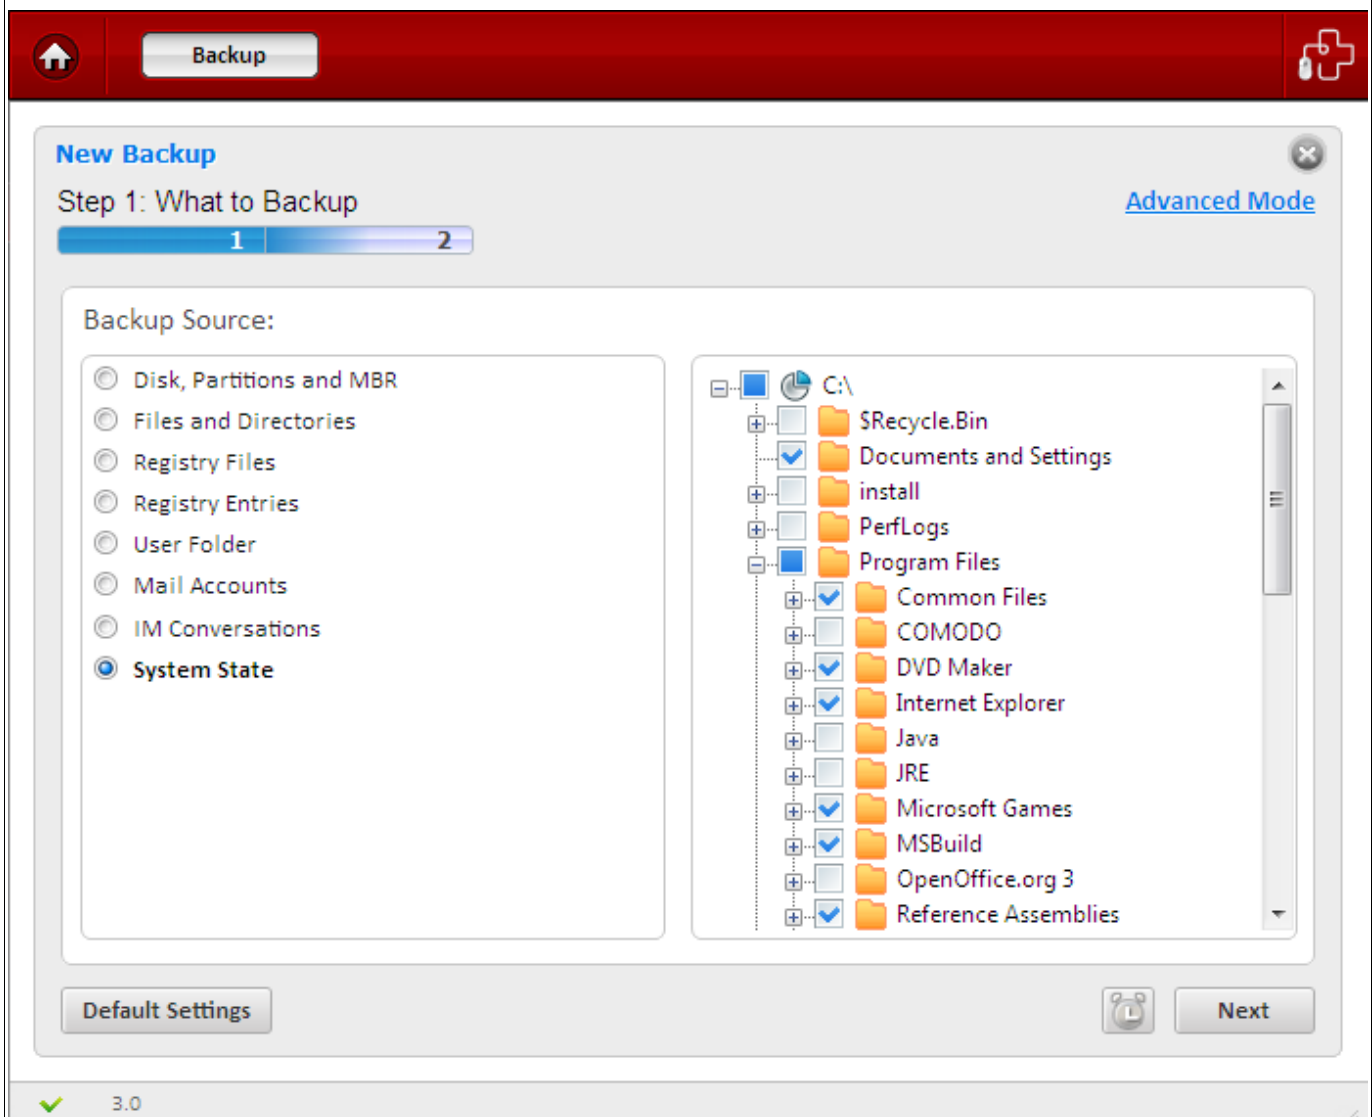 Backup
New Backup
Step 1: What to Backup
Advanced Mode
1 2
Backup Source:
Disk, Partitions and MBR
Files and Directories
Registry Files
Registry Entries
User Folder
Mail Accounts
IM Conversations
System State
C:\
$Recycle.Bin
Documents and Settings
install
PerfLogs
Program Files
Common Files
COMODO
DVD Maker
Internet Explorer
Java
JRE
Microsoft Games
MSBuild
OpenOffice.org 3
Reference Assemblies
Default Settings
Next
3.0